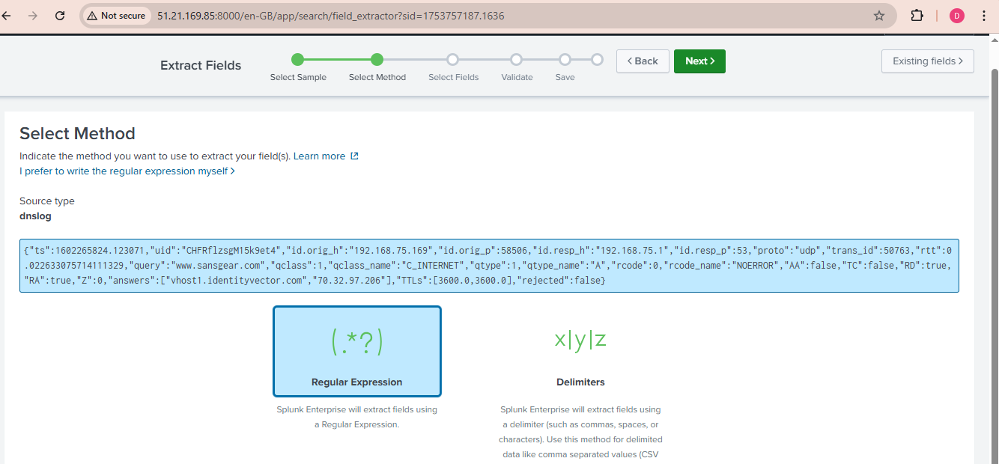 Not secure 51.21.169.85:8000/en-GB/app/search/field_extractor?sid=1753757187.1636 D
Extract Fields
Select Sample Select Method Select Fields Validate Save
< Back Next > Existing fields >
Select Method
Indicate the method you want to use to extract your field(s). Learn more
I prefer to write the regular expression myself >
Source type
dnslog
{"ts":1602265824.123071,"uid":"CHFRflzsgM15k9et4","id.orig_h":"192.168.75.169","id.orig_p":58506,"id.resp_h":"192.168.75.1","id.resp_p":53,"proto":"udp","trans_id":50763,"rtt":0
.022633075714111329,"query":"www.sansgear.com","qclass":1,"qclass_name":"C_INTERNET","qtype":1,"qtype_name":"A","rcode":0,"rcode_name":"NOERROR","AA":false,"TC":false,"RD":true,
"RA":true,"Z":0,"answers":["vhost1.identityvector.com","70.32.97.206"],"TTLs":[3600.0,3600.0],"rejected":false}
(.*?)
Regular Expression
Splunk Enterprise will extract fields using
a Regular Expression.
x|y|z
Delimiters
Splunk Enterprise will extract fields using
a delimiter (such as commas, spaces, or
characters). Use this method for delimited
data like comma separated values (CSV